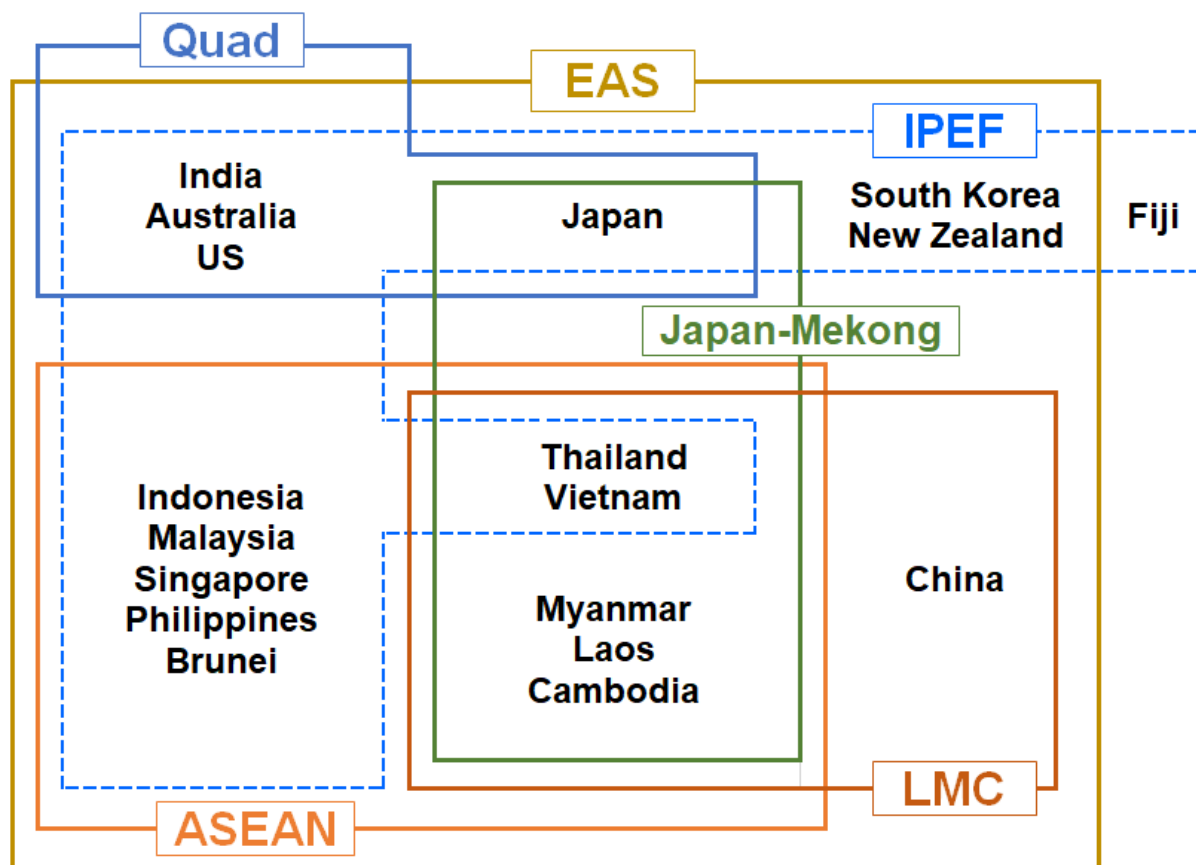 Quad
EAS
IPEF
India
Australia
US
Japan
South Korea
New Zealand
Fiji
Japan-Mekong
Thailand
Vietnam
Indonesia
Malaysia
Singapore
Philippines
Brunei
Myanmar
Laos
Cambodia
China
LMC
ASEAN